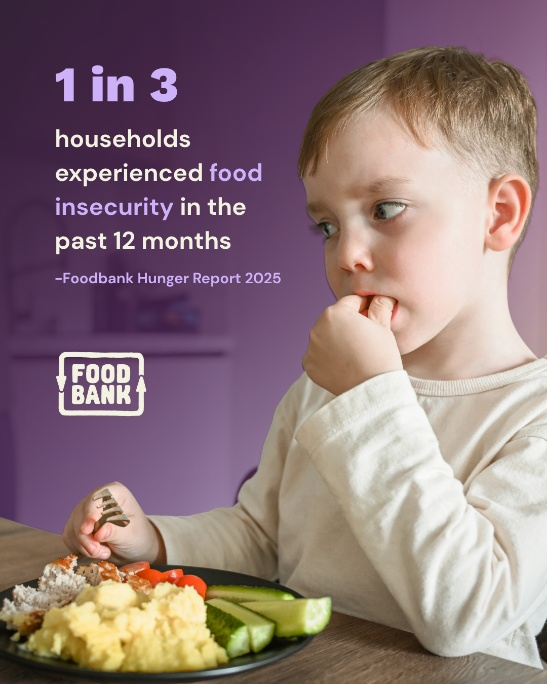 1 in 3
households
experienced food
insecurity in the
past 12 months
–Foodbank Hunger Report 2025
FOOD
BANK